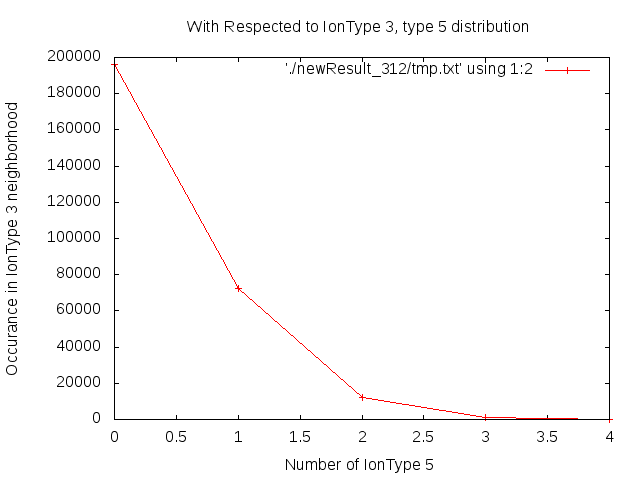 With Respected to IonType 3, type 5 distribution
'./newResult_312/tmp.txt' using 1:2
Occurance in IonType 3 neighborhood
200000
180000
160000
140000
120000
100000
80000
60000
40000
20000
0
0 0.5 1 1.5 2 2.5 3 3.5 4
Number of IonType 5